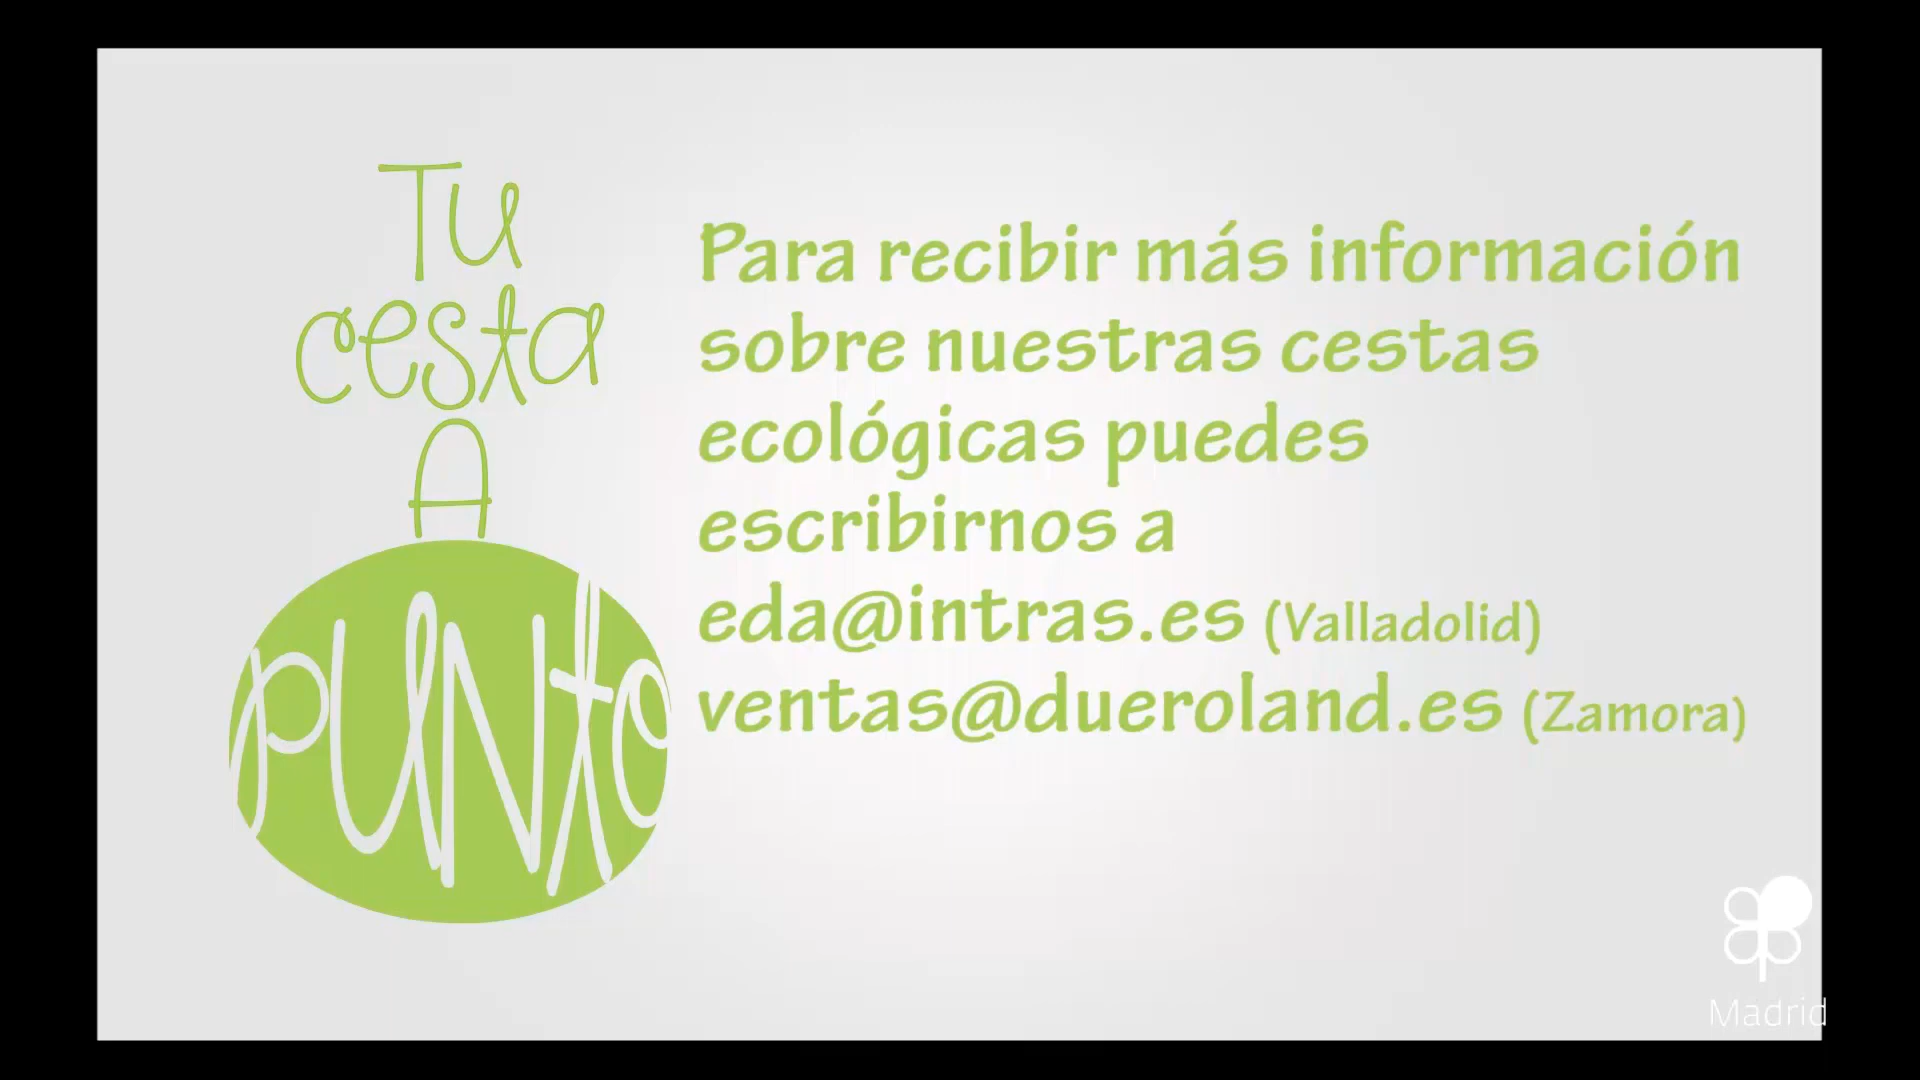 Tu
cesta
A
PUNto
Para recibir más información
sobre nuestras cestas
ecológicas puedes
escribirnos a
eda@intras.es (Valladolid)
ventas@dueroland.es (Zamora)
Madrid